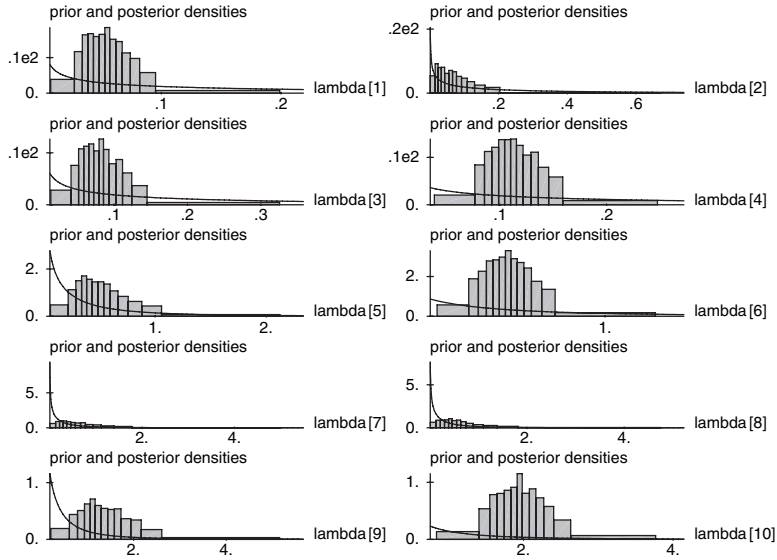 prior and posterior densities
.1e2
0.
.1
.2
lambda[1]
prior and posterior densities
.2e2
0.
.2
.4
.6
lambda[2]
prior and posterior densities
.1e2
0.
.1
.2
.3
lambda[3]
prior and posterior densities
.1e2
0.
.1
.2
lambda[4]
prior and posterior densities
2.
0.
1.
2.
lambda[5]
prior and posterior densities
2.
0.
1.
lambda[6]
prior and posterior densities
5.
0.
2.
4.
lambda[7]
prior and posterior densities
5.
0.
2.
4.
lambda[8]
prior and posterior densities
1.
0.
2.
4.
lambda[9]
prior and posterior densities
1.
0.
2.
4.
lambda[10]